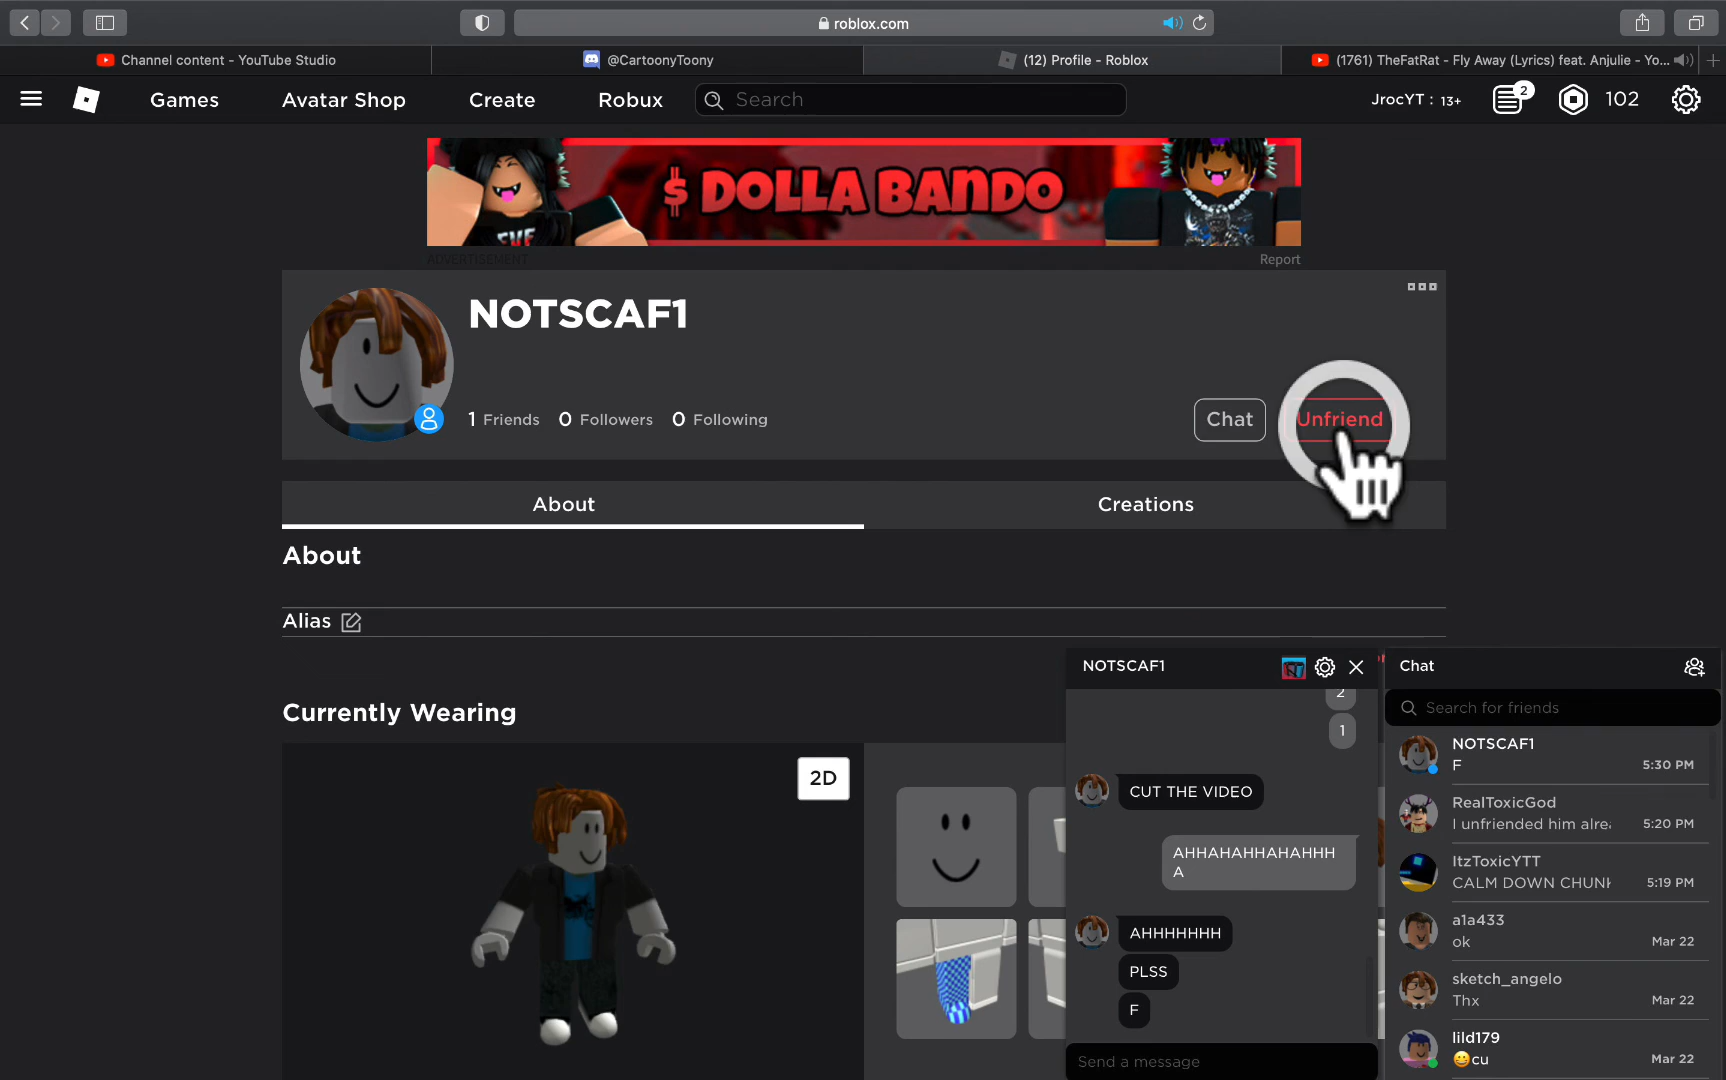 roblox.com
Channel content - YouTube Studio
@CartoonyToony
(12) Profile - Roblox
(1761) TheFatRat - Fly Away (Lyrics) feat. Anjulie - Yo...
Games
Avatar Shop
Create
Robux
Search
JrocYT : 13+
2
102
$ DOLLA BANDO
ADVERTISEMENT
Report
NOTSCAF1
1 Friends 0 Followers 0 Following
Chat
Unfriend
About
Creations
About
Alias
Currently Wearing
2D
NOTSCAF1
2
1
CUT THE VIDEO
AHHAHAHHAHAHHH
A
AHHHHHHH
PLSS
F
Send a message
Chat
Search for friends
NOTSCAF1
F 5:30 PM
RealToxicGod
I unfriended him alre 5:20 PM
ItzToxicYTT
CALM DOWN CHUNK 5:19 PM
a1a433
ok Mar 22
sketch_angelo
Thx Mar 22
lild179
😀cu Mar 22